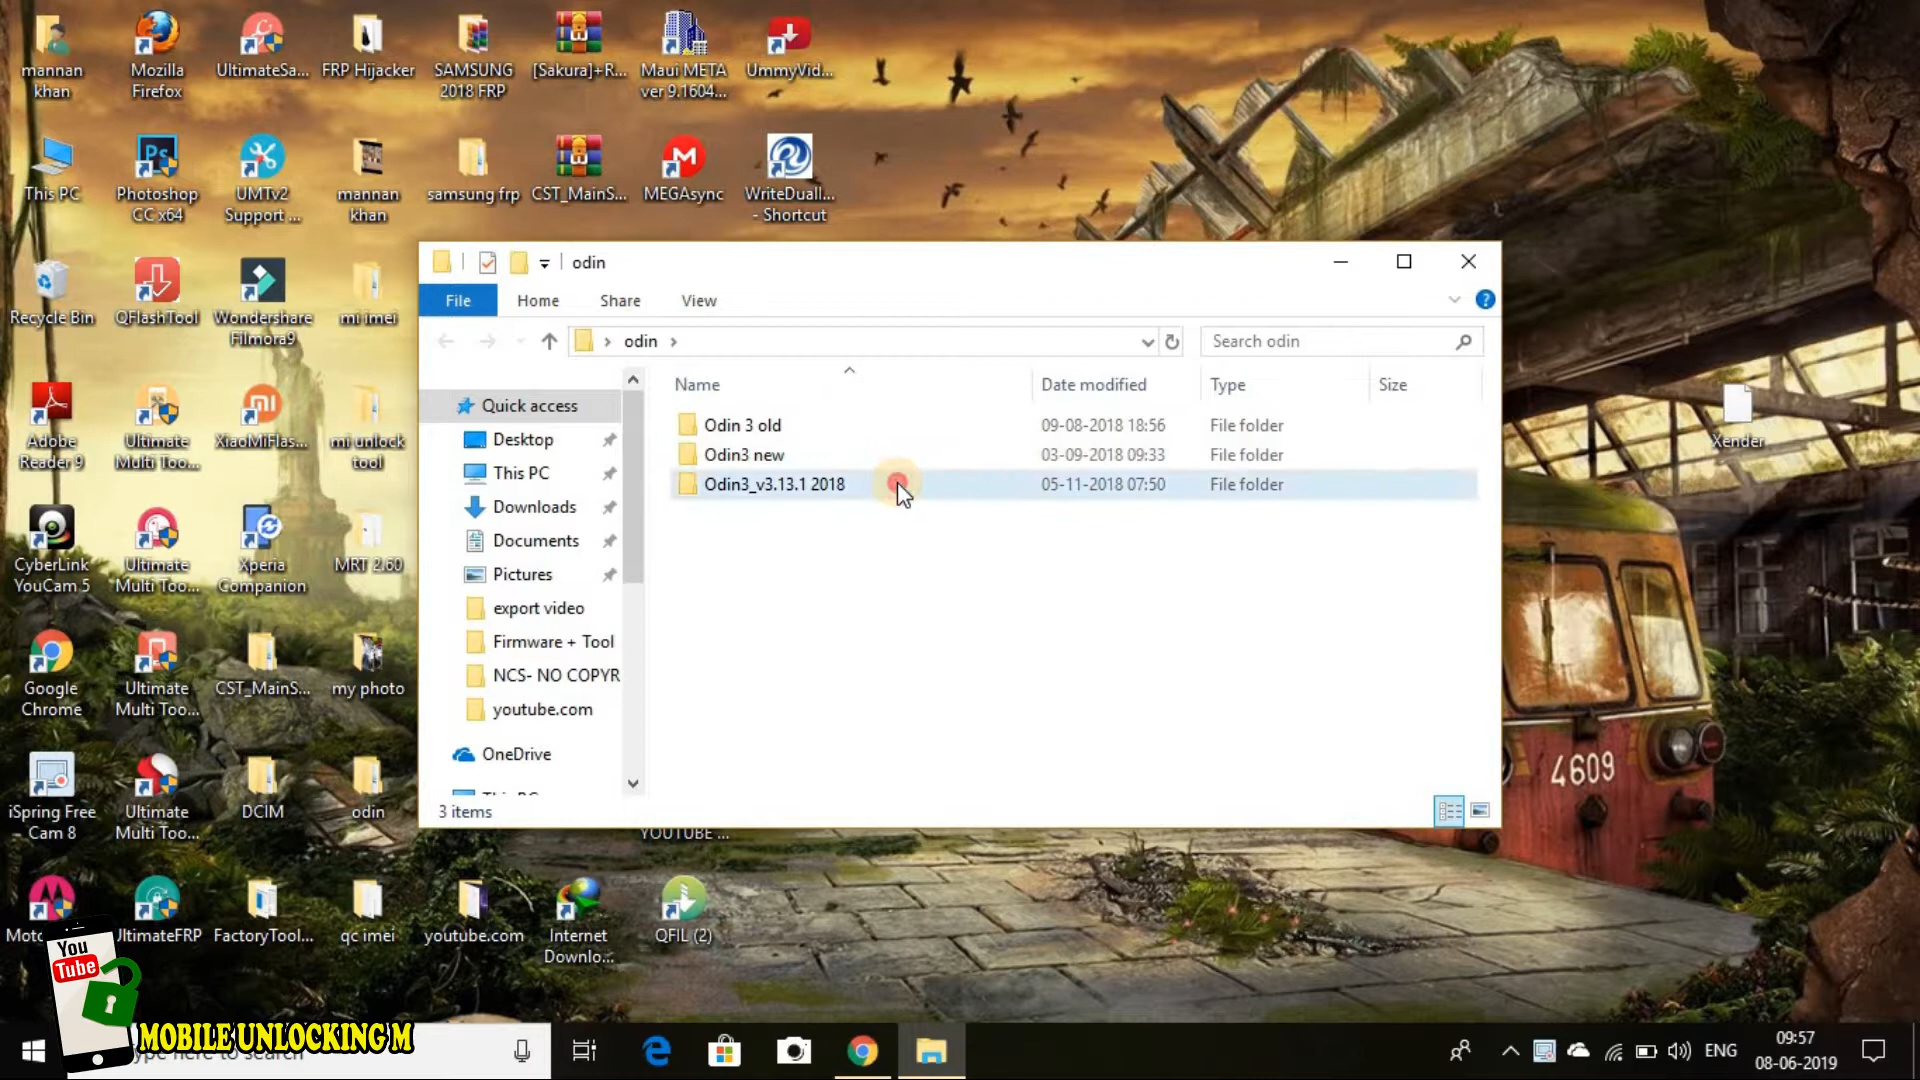 mannan
khan
Mozilla
Firefox
UltimateSa...
FRP Hijacker
SAMSUNG
2018 FRP
[Sakura]+R...
Maui META
ver 9.1604...
UmmyVid...
This PC
Photoshop
CC x64
UMTv2
Support ...
mannan
khan
samsung frp
CST_MainS...
MEGAsync
WriteDuall...
- Shortcut
Recycle Bin
QFlashTool
Wondershare
Filmora9
mi imei
Adobe
Reader 9
Ultimate
Multi Too...
XiaoMiFlas...
mi unlock
tool
CyberLink
YouCam 5
Ultimate
Multi Too...
Xperia
Companion
MRT 2.60
Google
Chrome
Ultimate
Multi Too...
CST_MainS...
my photo
iSpring Free
Cam 8
Ultimate
Multi Too...
DCIM
odin
YOUTUBE ...
UltimateFRP
FactoryTool...
qc imei
youtube.com
Internet
Downlo...
QFIL (2)
Xender
4609
odin
File
Home
Share
View
odin
Search odin
Name
Date modified
Type
Size
Odin 3 old
09-08-2018 18:56
File folder
Odin3 new
03-09-2018 09:33
File folder
Odin3_v3.13.1 2018
05-11-2018 07:50
File folder
Quick access
Desktop
This PC
Downloads
Documents
Pictures
export video
Firmware + Tool
NCS- NO COPYR
youtube.com
OneDrive
This PC
3 items
You
Tube
MOBILE UNLOCKING M
ENG
09:57
08-06-2019